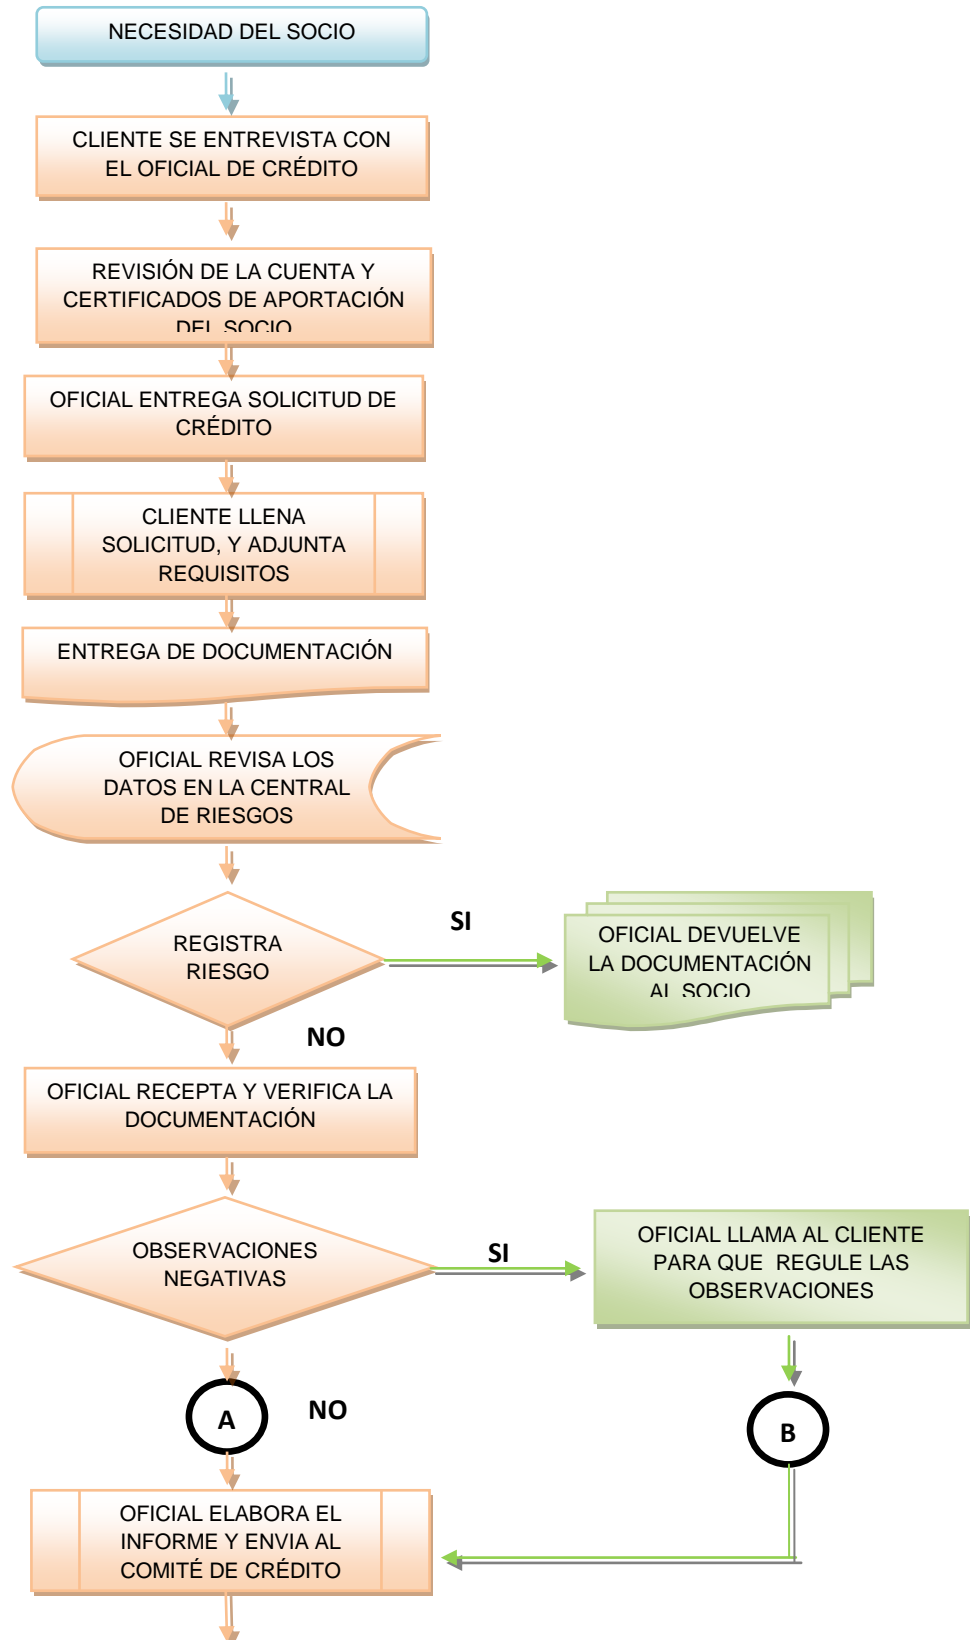 NECESIDAD DEL SOCIO
CLIENTE SE ENTREVISTA CON
EL OFICIAL DE CRÉDITO
REVISIÓN DE LA CUENTA Y
CERTIFICADOS DE APORTACIÓN
DEL SOCIO
OFICIAL ENTREGA SOLICITUD DE
CRÉDITO
CLIENTE LLENA
SOLICITUD, Y ADJUNTA
REQUISITOS
ENTREGA DE DOCUMENTACIÓN
OFICIAL REVISA LOS
DATOS EN LA CENTRAL
DE RIESGOS
REGISTRA
RIESGO
SI
OFICIAL DEVUELVE
LA DOCUMENTACIÓN
AL SOCIO
NO
OFICIAL RECEPTA Y VERIFICA LA
DOCUMENTACIÓN
OBSERVACIONES
NEGATIVAS
SI
OFICIAL LLAMA AL CLIENTE
PARA QUE REGULE LAS
OBSERVACIONES
A
NO
B
OFICIAL ELABORA EL
INFORME Y ENVIA AL
COMITÉ DE CRÉDITO